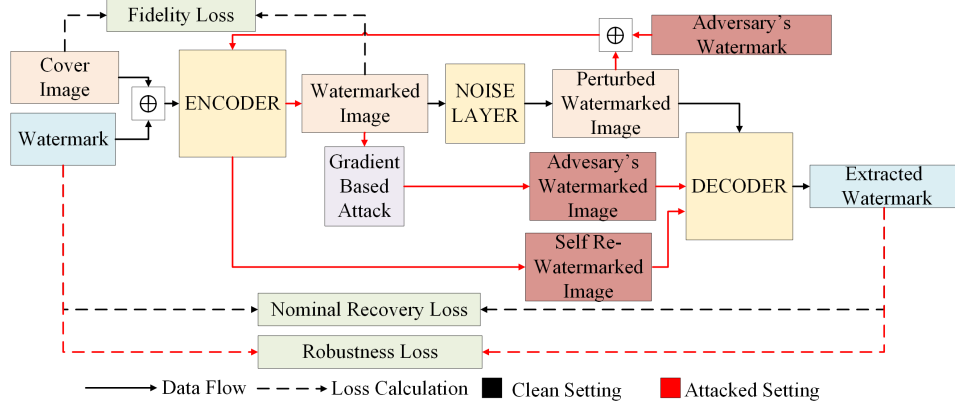 Fidelity Loss
Adversary's
Watermark
Cover
Image
ENCODER
Watermarked
Image
NOISE
LAYER
Perturbed
Watermarked
Image
Watermark
Gradient
Based
Attack
Advesary's
Watermarked
Image
DECODER
Extracted
Watermark
Self Re-
Watermarked
Image
Nominal Recovery Loss
Robustness Loss
Data Flow
Loss Calculation
Clean Setting
Attacked Setting